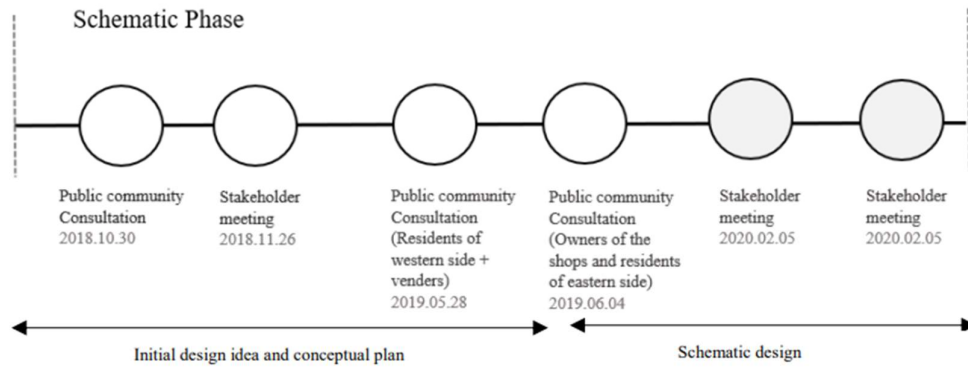 Schematic Phase
Public community
Consultation
2018.10.30
Stakeholder
meeting
2018.11.26
Public community
Consultation
(Residents of
western side +
venders)
2019.05.28
Public community
Consultation
(Owners of the
shops and residents
of eastern side)
2019.06.04
Stakeholder
meeting
2020.02.05
Stakeholder
meeting
2020.02.05
Initial design idea and conceptual plan
Schematic design